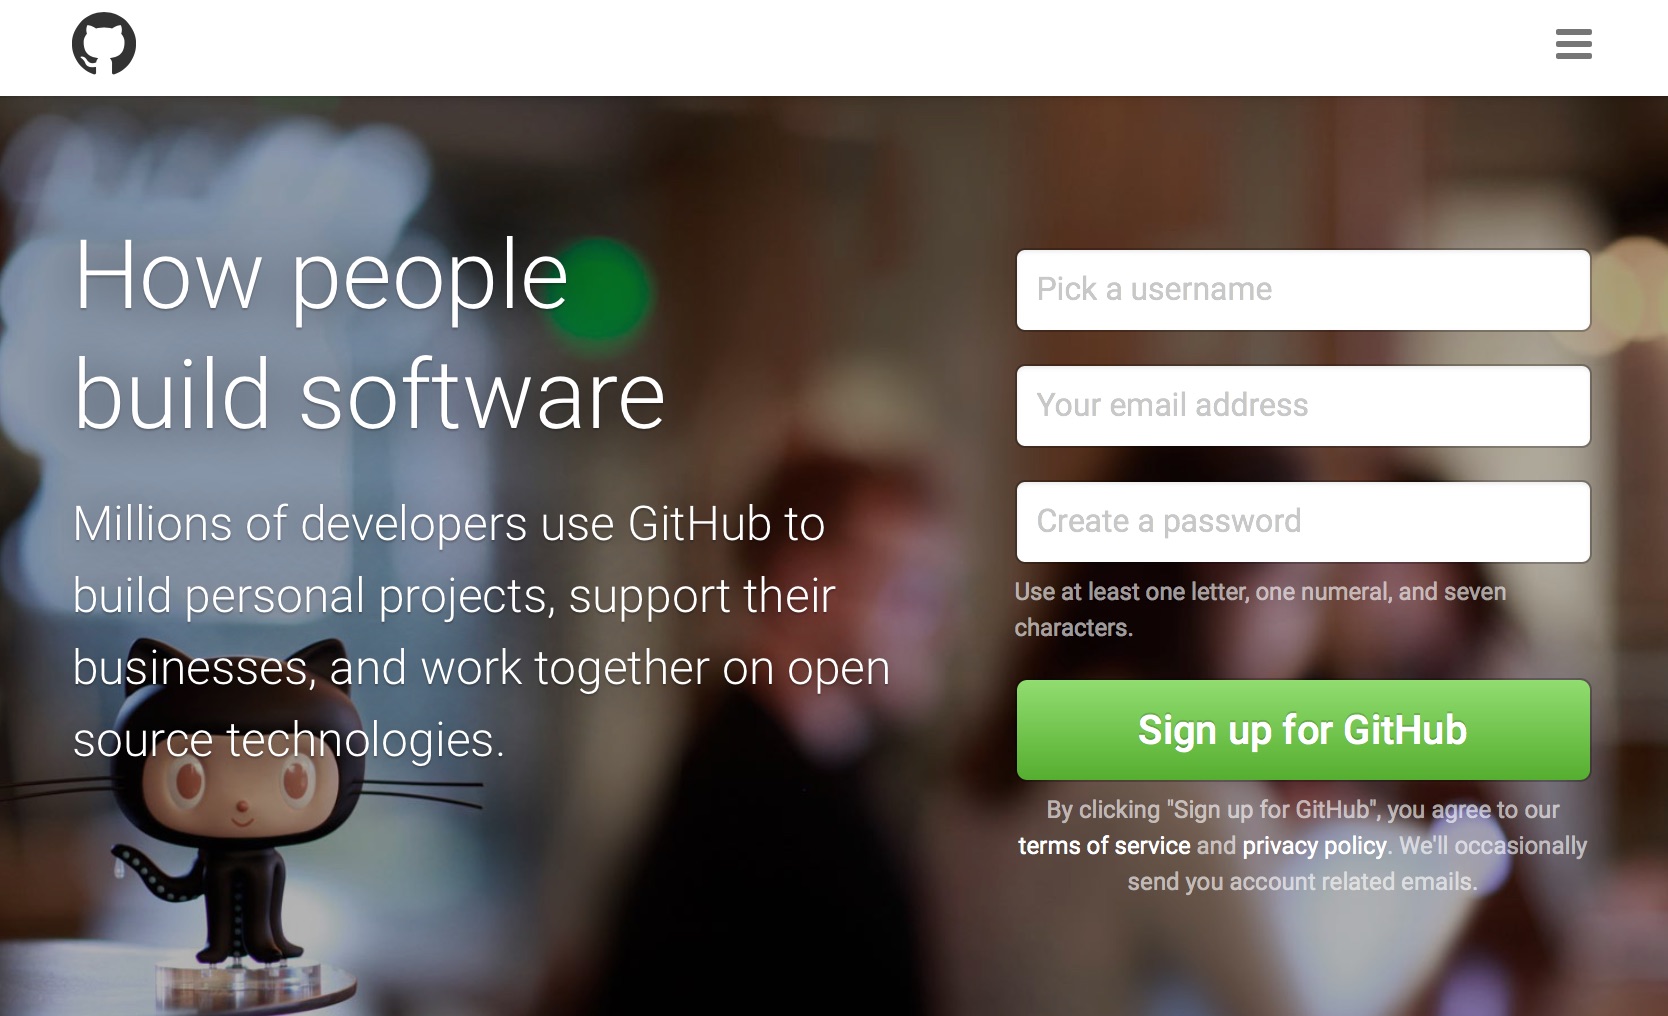 How people
build software
Millions of developers use GitHub to
build personal projects, support their
businesses, and work together on open
source technologies.
Pick a username
Your email address
Create a password
Use at least one letter, one numeral, and seven
characters.
Sign up for GitHub
By clicking "Sign up for GitHub", you agree to our
terms of service and privacy policy. We'll occasionally
send you account related emails.